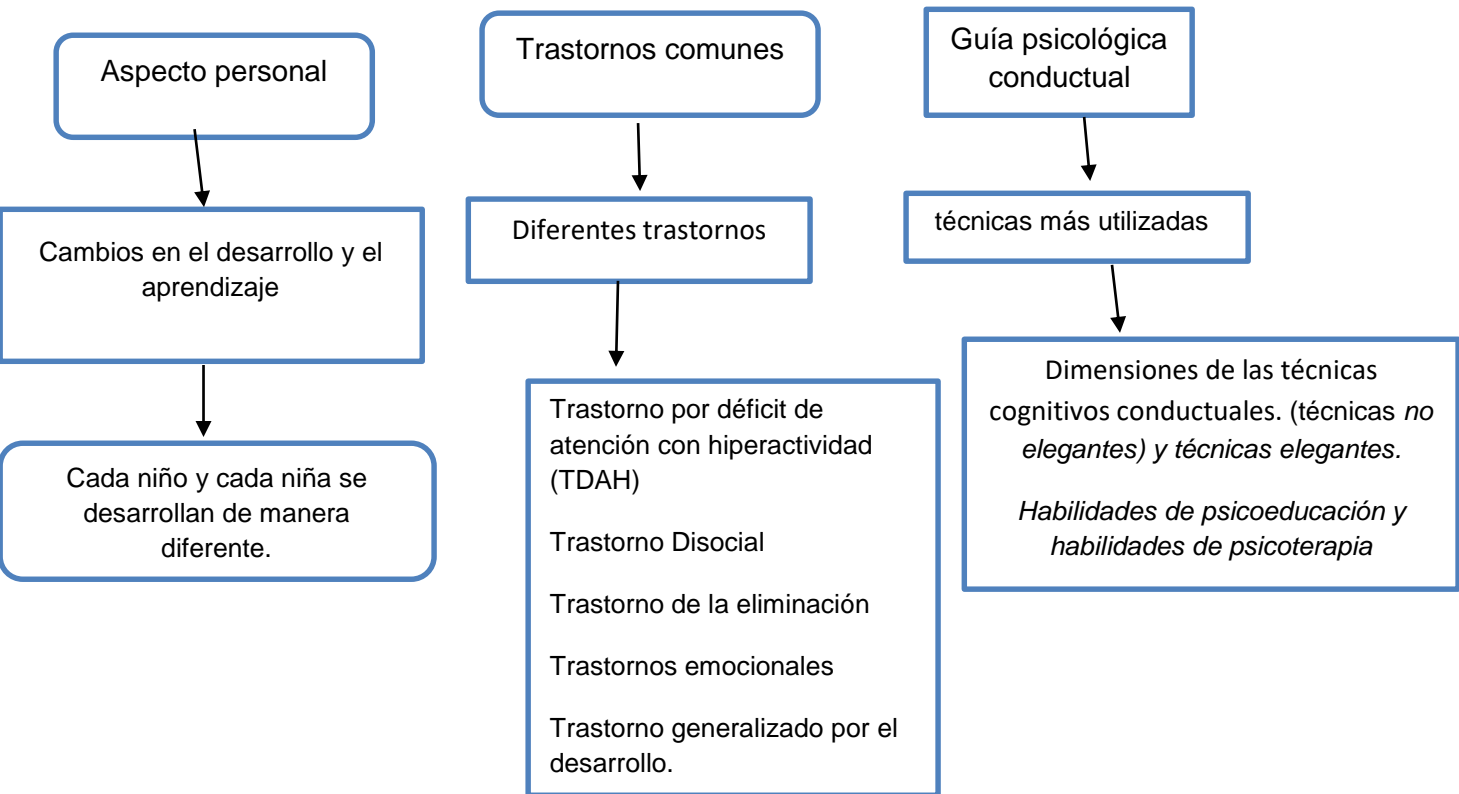 Aspecto personal
Cambios en el desarrollo y el
aprendizaje
Cada niño y cada niña se
desarrollan de manera
diferente.
Trastornos comunes
Diferentes trastornos
Trastorno por déficit de
atención con hiperactividad
(TDAH)
Trastorno Disocial
Trastorno de la eliminación
Trastornos emocionales
Trastorno generalizado por el
desarrollo.
Guía psicológica
conductual
técnicas más utilizadas
Dimensiones de las técnicas
cognitivos conductuales. (técnicas no
elegantes) y técnicas elegantes.
Habilidades de psicoeducación y
habilidades de psicoterapia